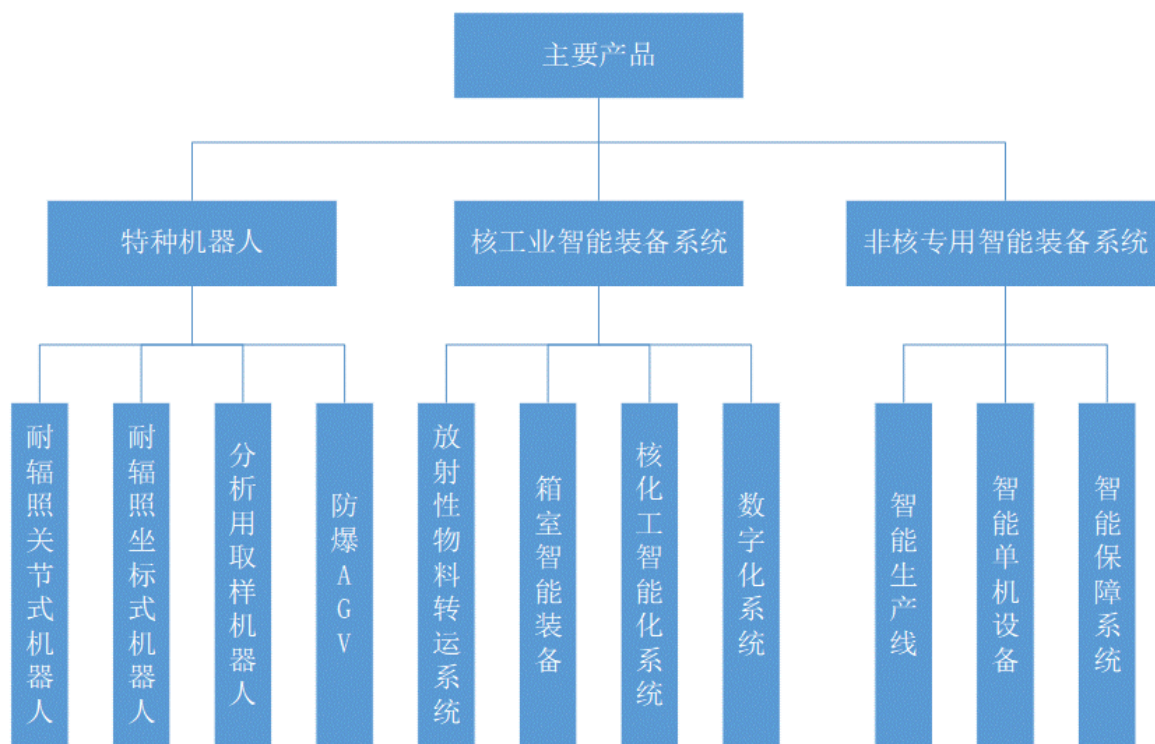 主要产品
特种机器人
核工业智能装备系统
非核专用智能装备系统
耐辐照关节式机器人
耐辐照坐标式机器人
分析用取样机器人
防爆AGV
放射性物料转运系统
箱室智能装备
核化工智能化系统
数字化系统
智能生产线
智能单机设备
智能保障系统